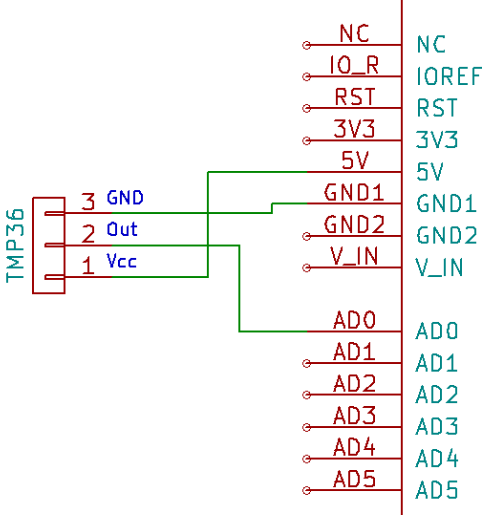 NC NC
IO_R IOREF
RST RST
3V3 3V3
5V 5V
GND1 GND1
GND2 GND2
V_IN V_IN
TMP36
3 GND
2 Out
1 Vcc
AD0 AD0
AD1 AD1
AD2 AD2
AD3 AD3
AD4 AD4
AD5 AD5